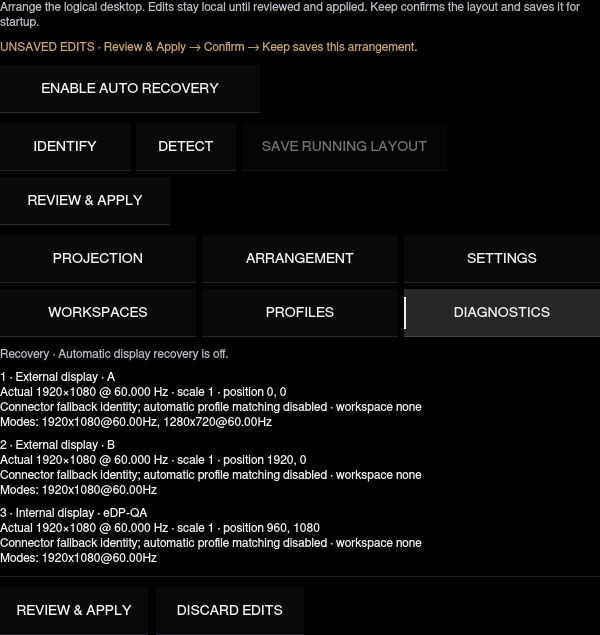 Arrange the logical desktop. Edits stay local until reviewed and applied. Keep confirms the layout and saves it for
startup.
UNSAVED EDITS · Review & Apply → Confirm → Keep saves this arrangement.
ENABLE AUTO RECOVERY
IDENTIFY DETECT SAVE RUNNING LAYOUT
REVIEW & APPLY
PROJECTION ARRANGEMENT SETTINGS
WORKSPACES PROFILES DIAGNOSTICS
Recovery · Automatic display recovery is off.
1 · External display · A
Actual 1920×1080 @ 60.000 Hz · scale 1 · position 0, 0
Connector fallback identity; automatic profile matching disabled · workspace none
Modes: 1920x1080@60.00Hz, 1280x720@60.00Hz
2 · External display · B
Actual 1920×1080 @ 60.000 Hz · scale 1 · position 1920, 0
Connector fallback identity; automatic profile matching disabled · workspace none
Modes: 1920x1080@60.00Hz
3 · Internal display · eDP-QA
Actual 1920×1080 @ 60.000 Hz · scale 1 · position 960, 1080
Connector fallback identity; automatic profile matching disabled · workspace none
Modes: 1920x1080@60.00Hz
REVIEW & APPLY DISCARD EDITS